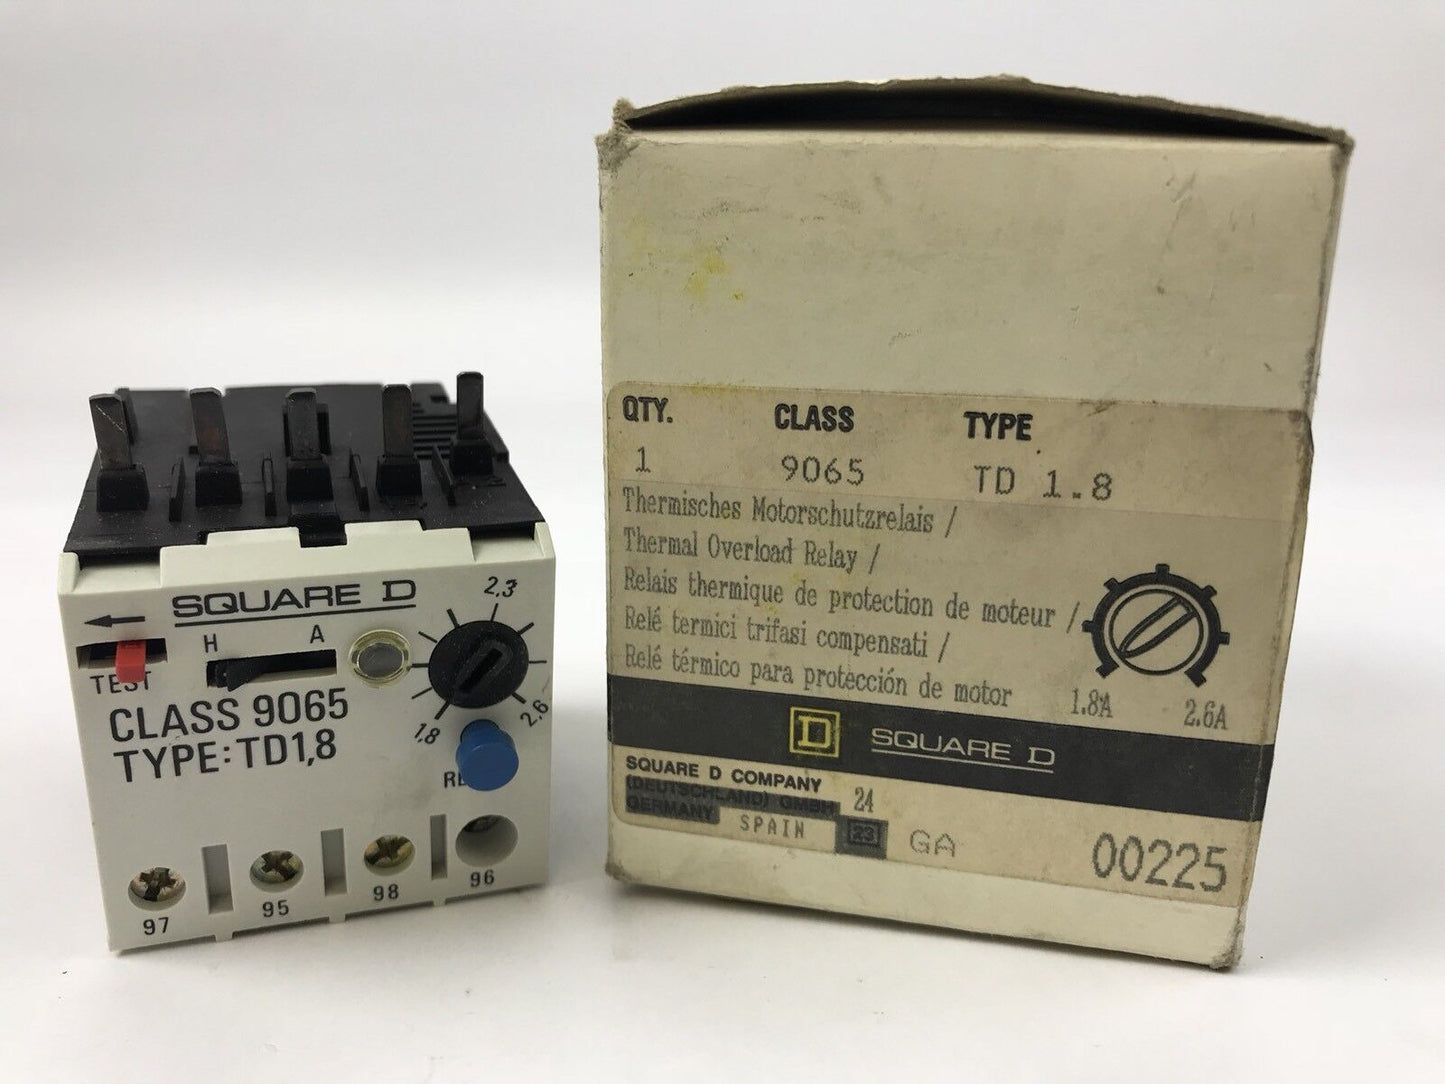 SQUARE D
2,3
H A
TEST
1,8 2,6
CLASS 9065
TYPE: TD1,8
97 95 98 96
QTY. CLASS TYPE
1 9065 TD 1.8
Thermisches Motorschutzrelais /
Thermal Overload Relay /
Relais thermique de protection de moteur /
Relé termici trifasi compensati /
Relé térmico para protección de motor
1.8A 2.6A
D SQUARE D
SQUARE D COMPANY
(DEUTSCHLAND) GMBH 24
GERMANY SPAIN 23 GA 00225